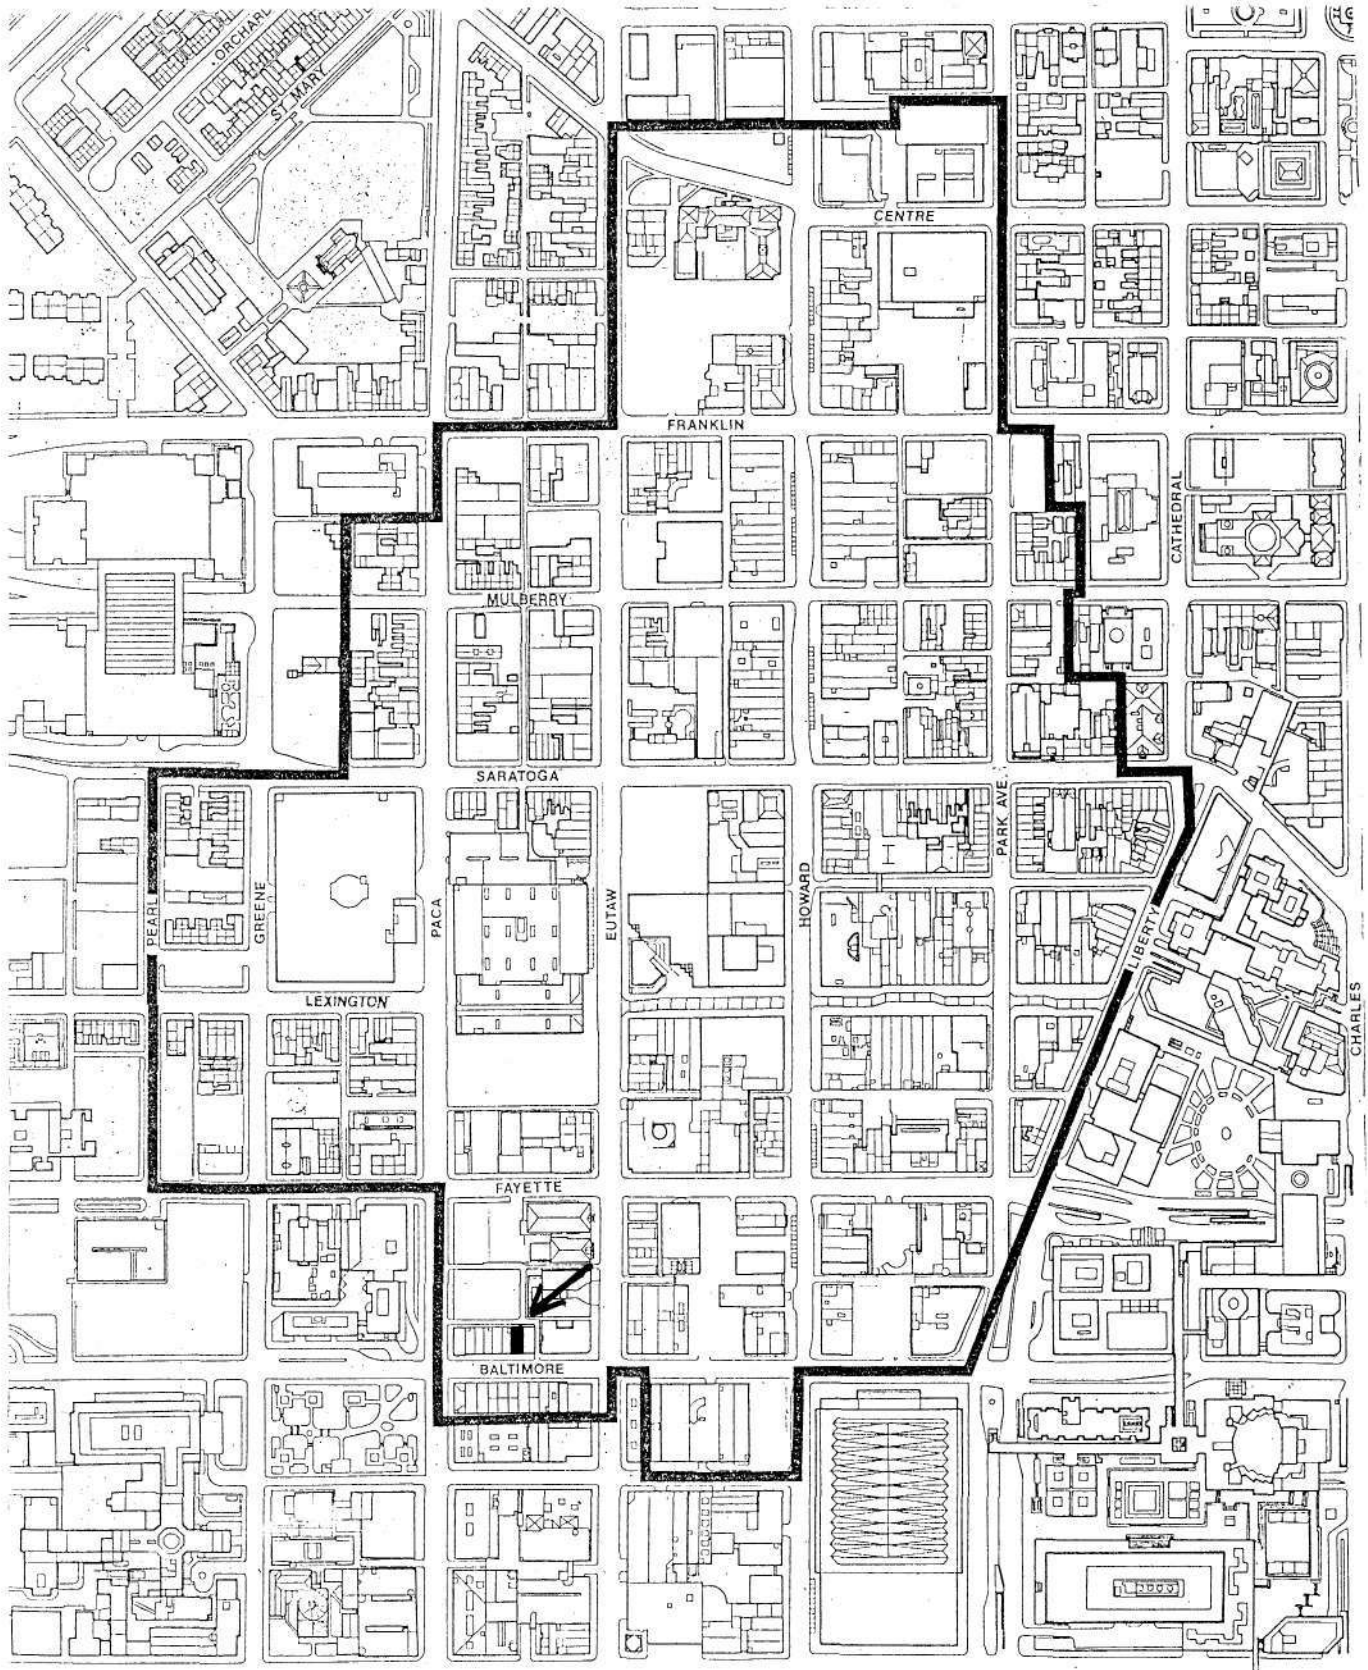 ORCHARD
ST MARY
CENTRE
FRANKLIN
CATHEDRAL
MULBERRY
SARATOGA
PARK AVE.
PEARL
GREENE
PACA
EUTAW
HOWARD
LIBERTY
LEXINGTON
CHARLES
FAYETTE
BALTIMORE